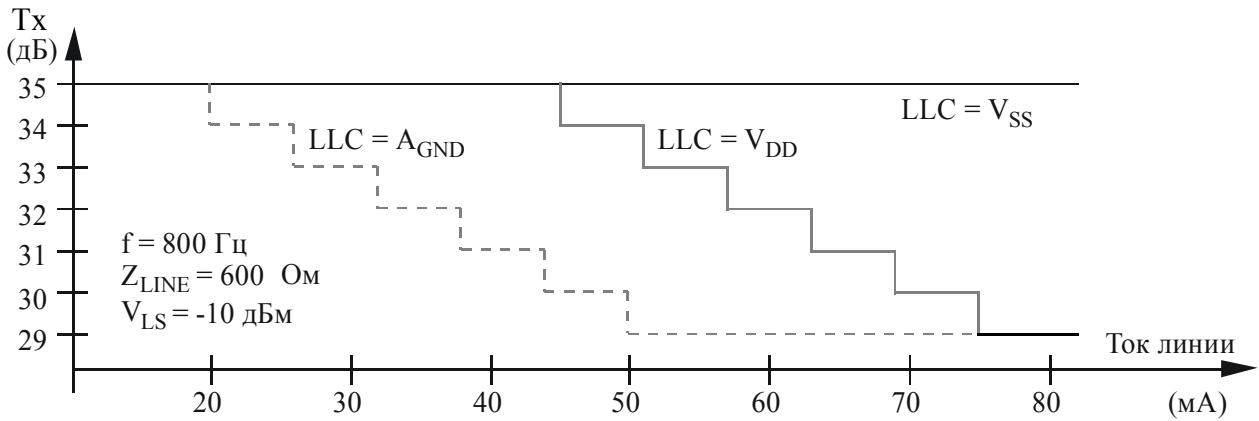 Tx
(дБ)
35
34
33
32
31
30
29
LLC = V_SS
LLC = A_GND
LLC = V_DD
f = 800 Гц
Z_LINE = 600 Ом
V_LS = -10 дБм
Ток линии
20 30 40 50 60 70 80 (мА)